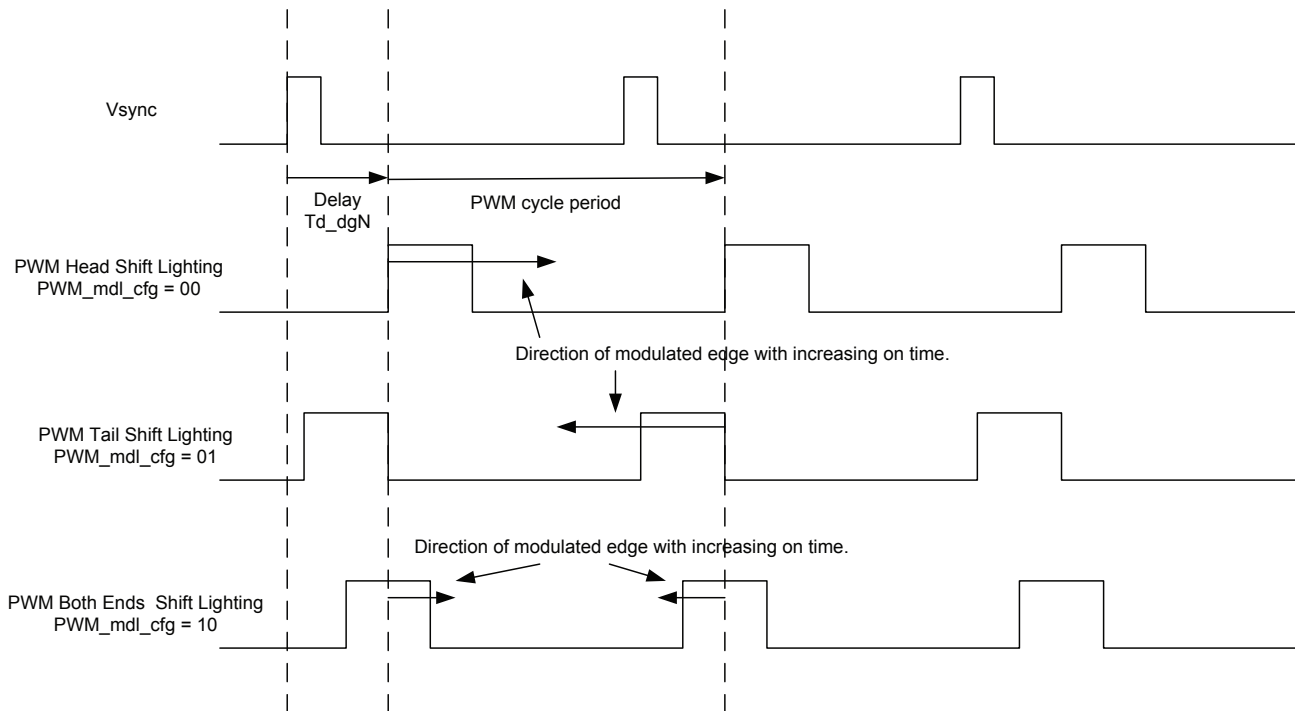 Vsync
Delay
Td_dgN
PWM cycle period
PWM Head Shift Lighting
PWM_mdl_cfg = 00
Direction of modulated edge with increasing on time.
PWM Tail Shift Lighting
PWM_mdl_cfg = 01
Direction of modulated edge with increasing on time.
PWM Both Ends  Shift Lighting
PWM_mdl_cfg = 10